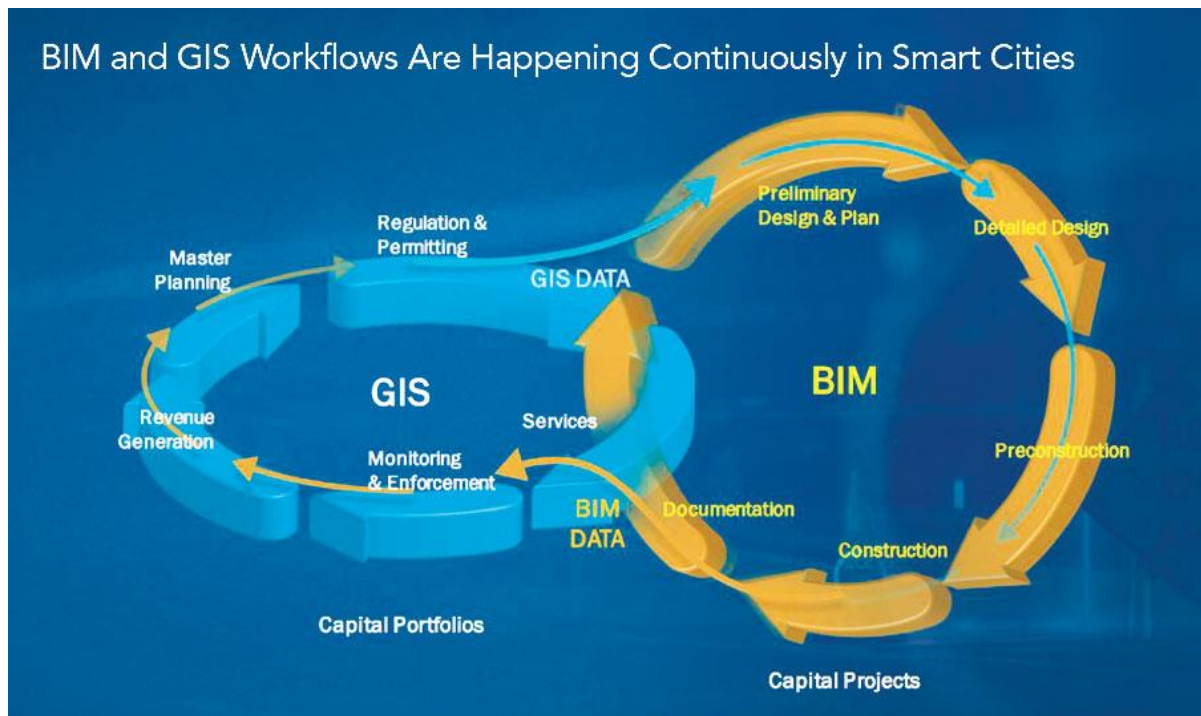 BIM and GIS Workflows Are Happening Continuously in Smart Cities
Preliminary
Design & Plan
Regulation &
Permitting
Detailed Design
Master
Planning
GIS DATA
GIS
BIM
Revenue
Generation
Services
Monitoring
& Enforcement
Preconstruction
BIM
DATA
Documentation
Construction
Capital Portfolios
Capital Projects